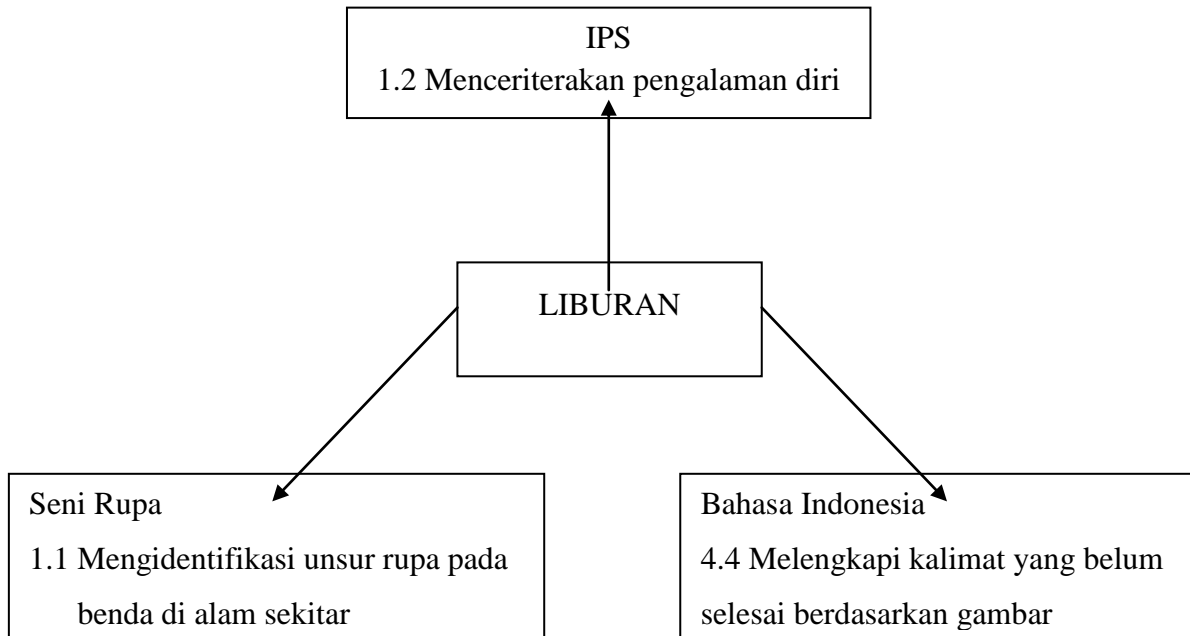 IPS
1.2 Menceriterakan pengalaman diri
LIBURAN
Seni Rupa
1.1 Mengidentifikasi unsur rupa pada
benda di alam sekitar
Bahasa Indonesia
4.4 Melengkapi kalimat yang belum
selesai berdasarkan gambar